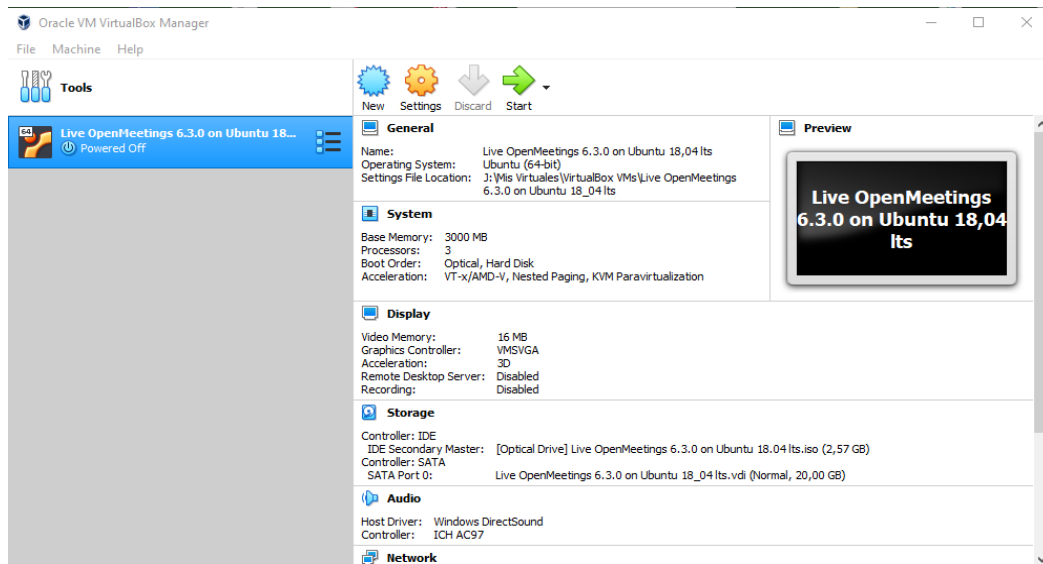 Oracle VM VirtualBox Manager
File Machine Help
Tools
New Settings Discard Start
64
Live OpenMeetings 6.3.0 on Ubuntu 18...
Powered Off
General
Name: Live OpenMeetings 6.3.0 on Ubuntu 18,04 lts
Operating System: Ubuntu (64-bit)
Settings File Location: J:\Mis Virtuales\VirtualBox VMs\Live OpenMeetings
6.3.0 on Ubuntu 18_04 lts
Preview
Live OpenMeetings
6.3.0 on Ubuntu 18,04
lts
System
Base Memory: 3000 MB
Processors: 3
Boot Order: Optical, Hard Disk
Acceleration: VT-x/AMD-V, Nested Paging, KVM Paravirtualization
Display
Video Memory: 16 MB
Graphics Controller: VMSVGA
Acceleration: 3D
Remote Desktop Server: Disabled
Recording: Disabled
Storage
Controller: IDE
IDE Secondary Master: [Optical Drive] Live OpenMeetings 6.3.0 on Ubuntu 18.04 lts.iso (2,57 GB)
Controller: SATA
SATA Port 0: Live OpenMeetings 6.3.0 on Ubuntu 18_04 lts.vdi (Normal, 20,00 GB)
Audio
Host Driver: Windows DirectSound
Controller: ICH AC97
Network